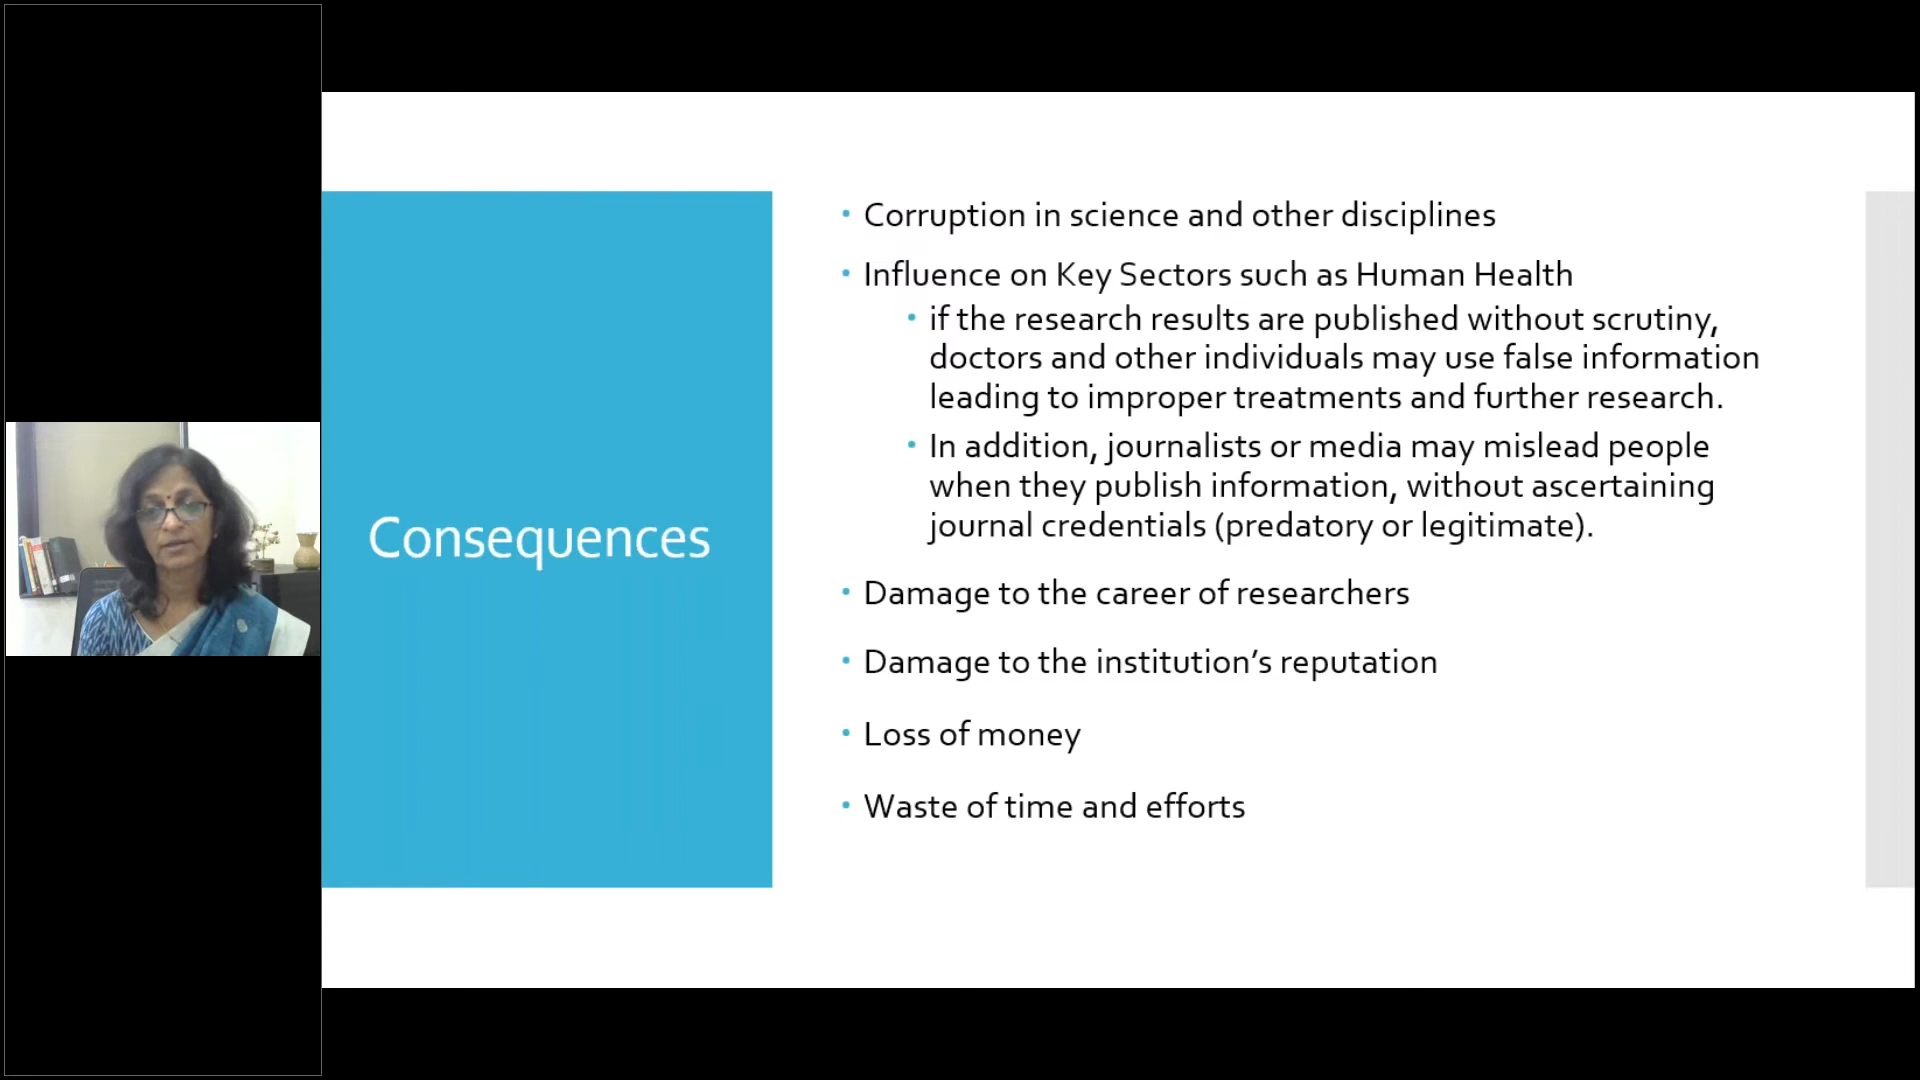 Consequences
Corruption in science and other disciplines
Influence on Key Sectors such as Human Health
if the research results are published without scrutiny,
doctors and other individuals may use false information
leading to improper treatments and further research.
In addition, journalists or media may mislead people
when they publish information, without ascertaining
journal credentials (predatory or legitimate).
Damage to the career of researchers
Damage to the institution’s reputation
Loss of money
Waste of time and efforts